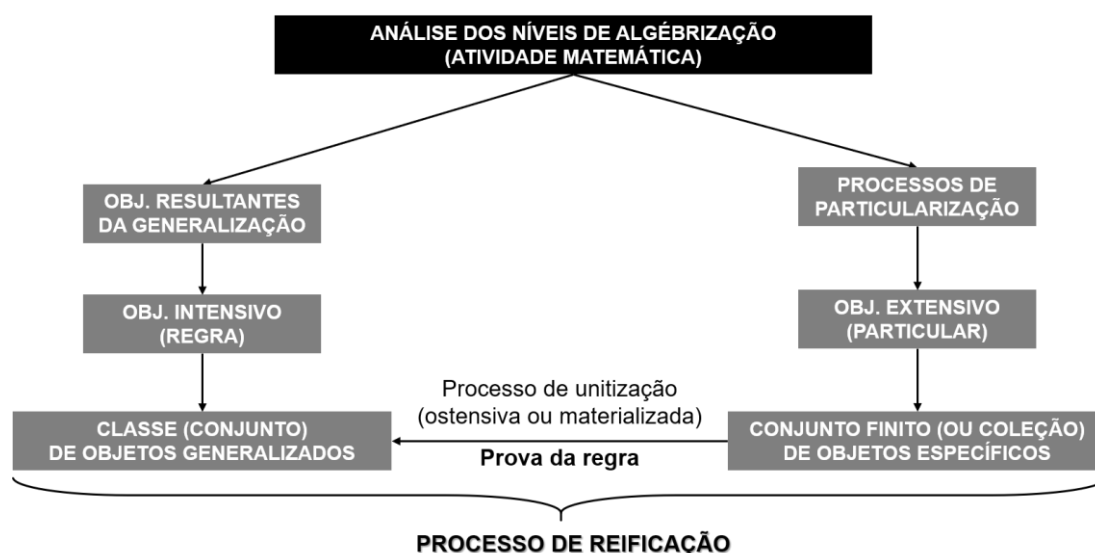 ANÁLISE DOS NÍVEIS DE ALGÉBRIZAÇÃO
(ATIVIDADE MATEMÁTICA)
OBJ. RESULTANTES
DA GENERALIZAÇÃO
PROCESSOS DE
PARTICULARIZAÇÃO
OBJ. INTENSIVO
(REGRA)
OBJ. EXTENSIVO
(PARTICULAR)
Processo de unitização
(ostensiva ou materializada)
Prova da regra
CLASSE (CONJUNTO)
DE OBJETOS GENERALIZADOS
CONJUNTO FINITO (OU COLEÇÃO)
DE OBJETOS ESPECÍFICOS
PROCESSO DE REIFICAÇÃO